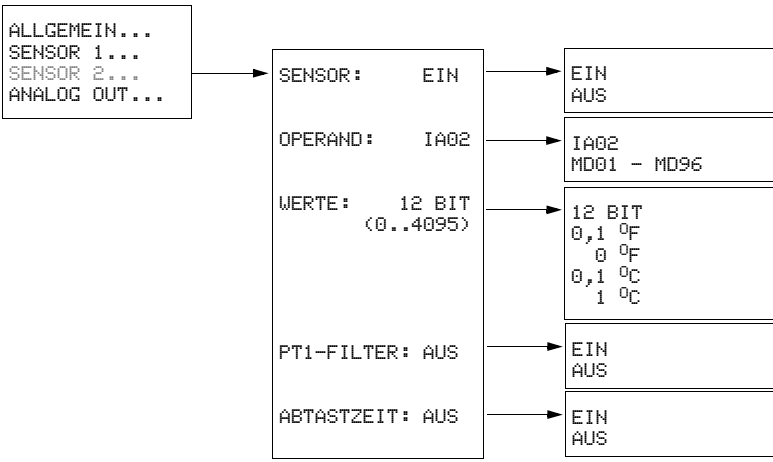 ALLGEMEIN...
SENSOR 1...
SENSOR 2...
ANALOG OUT...
SENSOR: EIN
EIN
AUS
OPERAND: IA02
IA02
MD01 - MD96
WERTE: 12 BIT
(0..4095)
12 BIT
0,1 °F
0 °F
0,1 °C
1 °C
PT1-FILTER: AUS
EIN
AUS
ABTASTZEIT: AUS
EIN
AUS